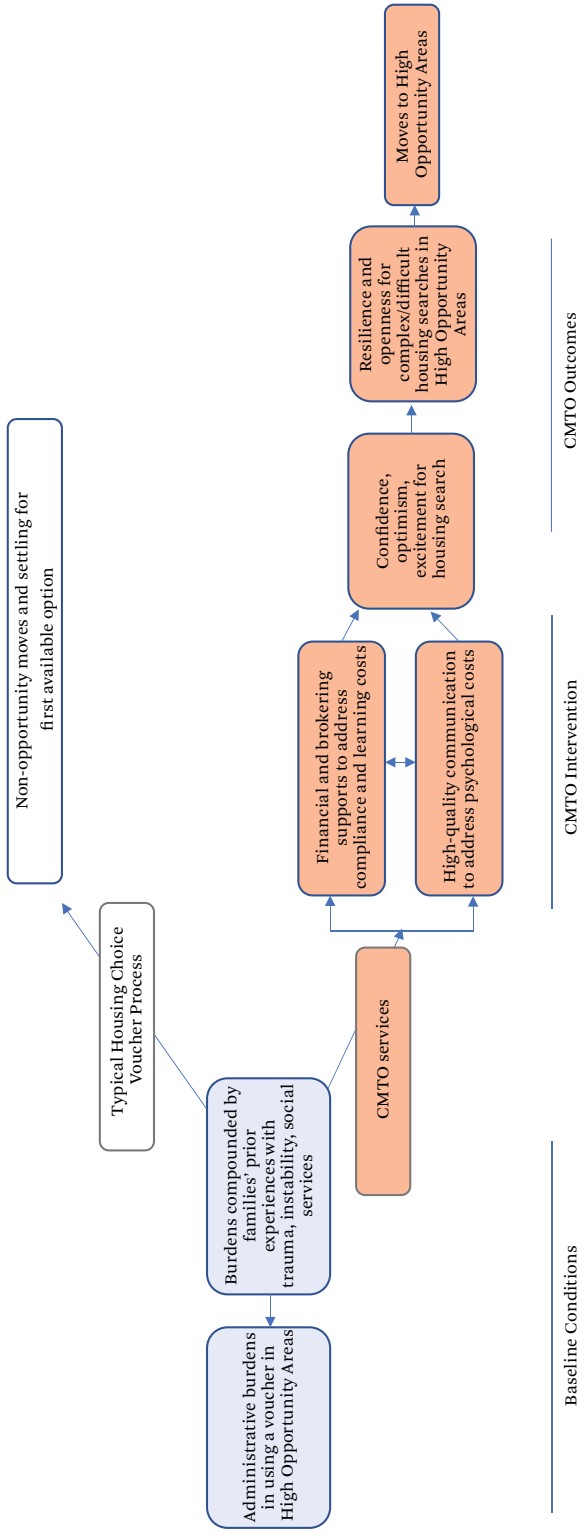 Administrative burdens
in using a voucher in
High Opportunity Areas
Burdens compounded by
families’ prior
experiences with
trauma, instability, social
services
Typical Housing Choice
Voucher Process
Non-opportunity moves and settling for
first available option
CMTO services
Financial and brokering
supports to address
compliance and learning costs
High-quality communication
to address psychological costs
Confidence,
optimism,
excitement for
housing search
Resilience and
openness for
complex/difficult
housing searches in
High Opportunity
Areas
Moves to High
Opportunity Areas
Baseline Conditions
CMTO Intervention
CMTO Outcomes